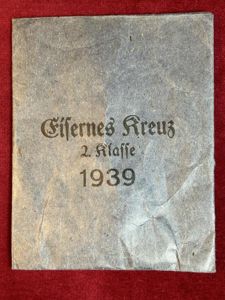 Eisernes Kreuz
2. Klasse
1939